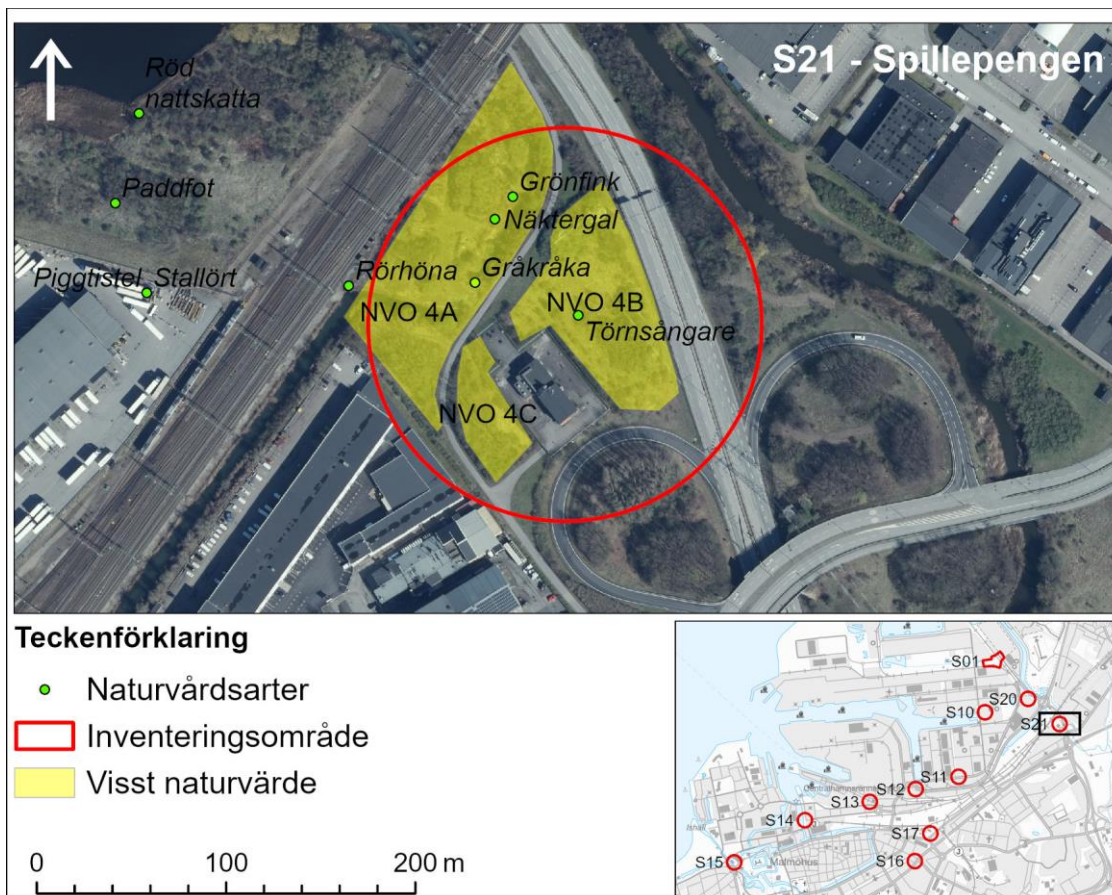 S21 - Spillepengen
Röd
nattskatta
Paddfot
Grönfink
Näktergal
Piggtistel Stallört
Rörhöna
Gråkråka
NVO 4A
NVO 4B
Törnsångare
NVO 4C
Teckenförklaring
Naturvårdsarter
Inventeringsområde
Visst naturvärde
0 100 200 m
S01
S20
S10
S21
S11
S12
S13
S14
S17
S15
Malmöhus
S16